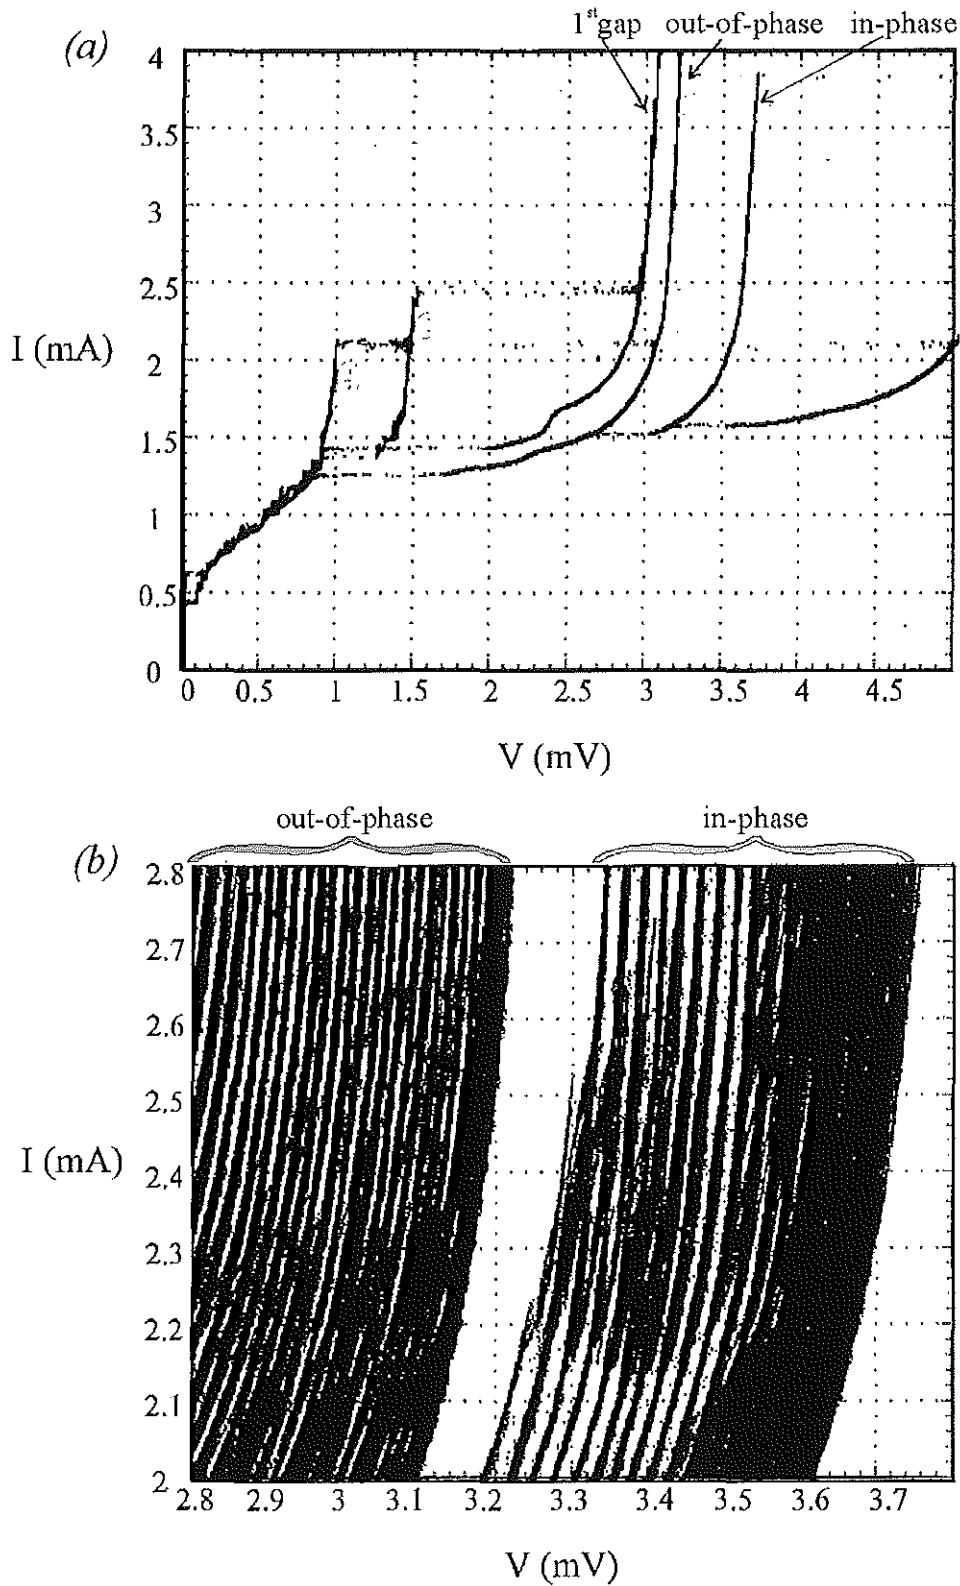 (a)
1st gap out-of-phase in-phase
4
3.5
3
2.5
2
1.5
1
0.5
0
I (mA)
0 0.5 1 1.5 2 2.5 3 3.5 4 4.5
V (mV)
out-of-phase in-phase
(b)
2.8
2.7
2.6
2.5
2.4
2.3
2.2
2.1
2
I (mA)
2.8 2.9 3 3.1 3.2 3.3 3.4 3.5 3.6 3.7
V (mV)